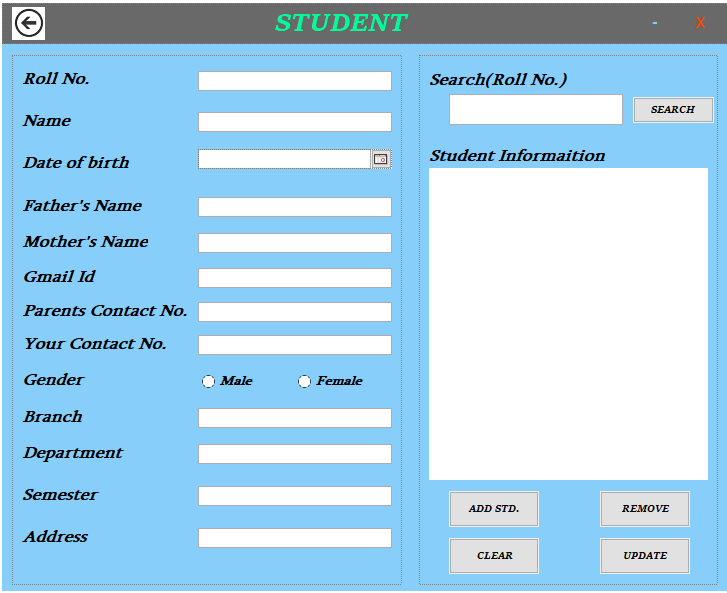 STUDENT
-
X
Roll No.
Name
Date of birth
Father's Name
Mother's Name
Gmail Id
Parents Contact No.
Your Contact No.
Gender
Male
Female
Branch
Department
Semester
Address
Search(Roll No.)
SEARCH
Student Informaition
ADD STD.
REMOVE
CLEAR
UPDATE